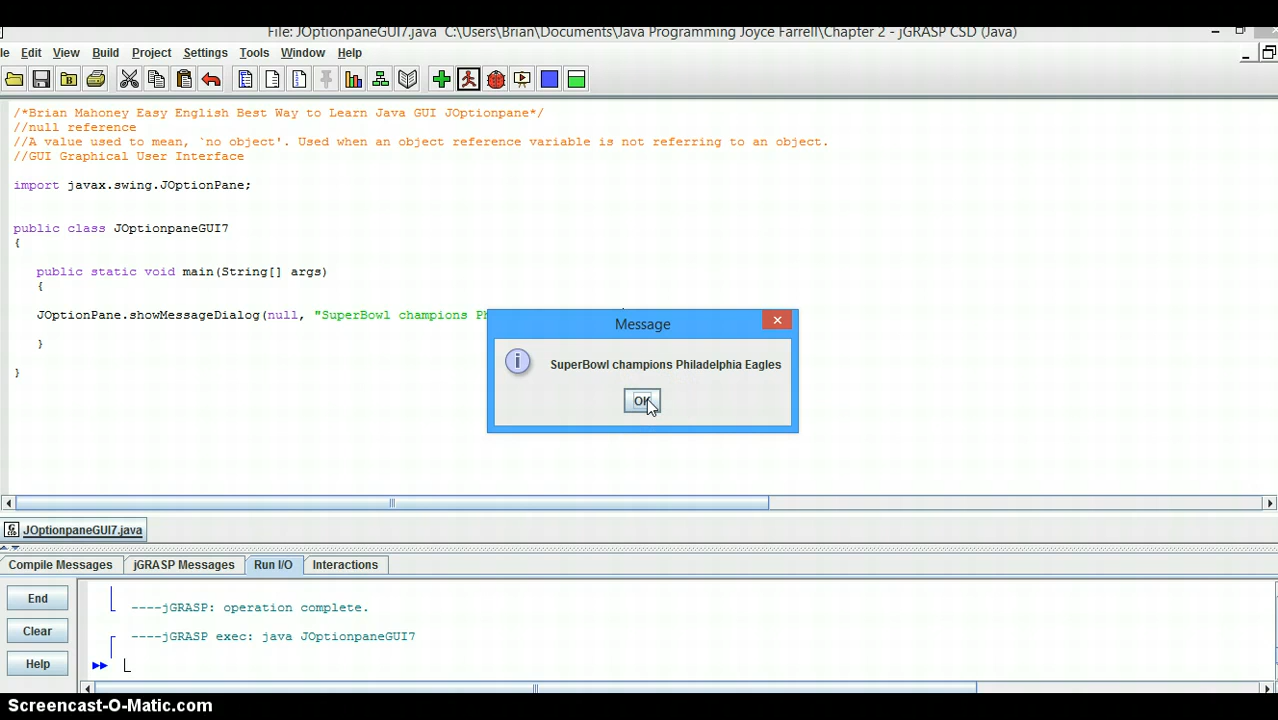 File: JOptionpaneGUI7.java C:\Users\Brian\Documents\Java Programming Joyce Farrell\Chapter 2 - jGRASP CSD (Java)
le Edit View Build Project Settings Tools Window Help
/*Brian Mahoney Easy English Best Way to Learn Java GUI JOptionpane*/
//null reference
//A value used to mean, `no object'. Used when an object reference variable is not referring to an object.
//GUI Graphical User Interface
import javax.swing.JOptionPane;
public class JOptionpaneGUI7
{
public static void main(String[] args)
{
JOptionPane.showMessageDialog(null, "SuperBowl champions Ph
}
}
Message
SuperBowl champions Philadelphia Eagles
OK
JOptionpaneGUI7.java
Compile Messages jGRASP Messages Run I/O Interactions
End
Clear
Help
----jGRASP: operation complete.
----jGRASP exec: java JOptionpaneGUI7
Screencast-O-Matic.com